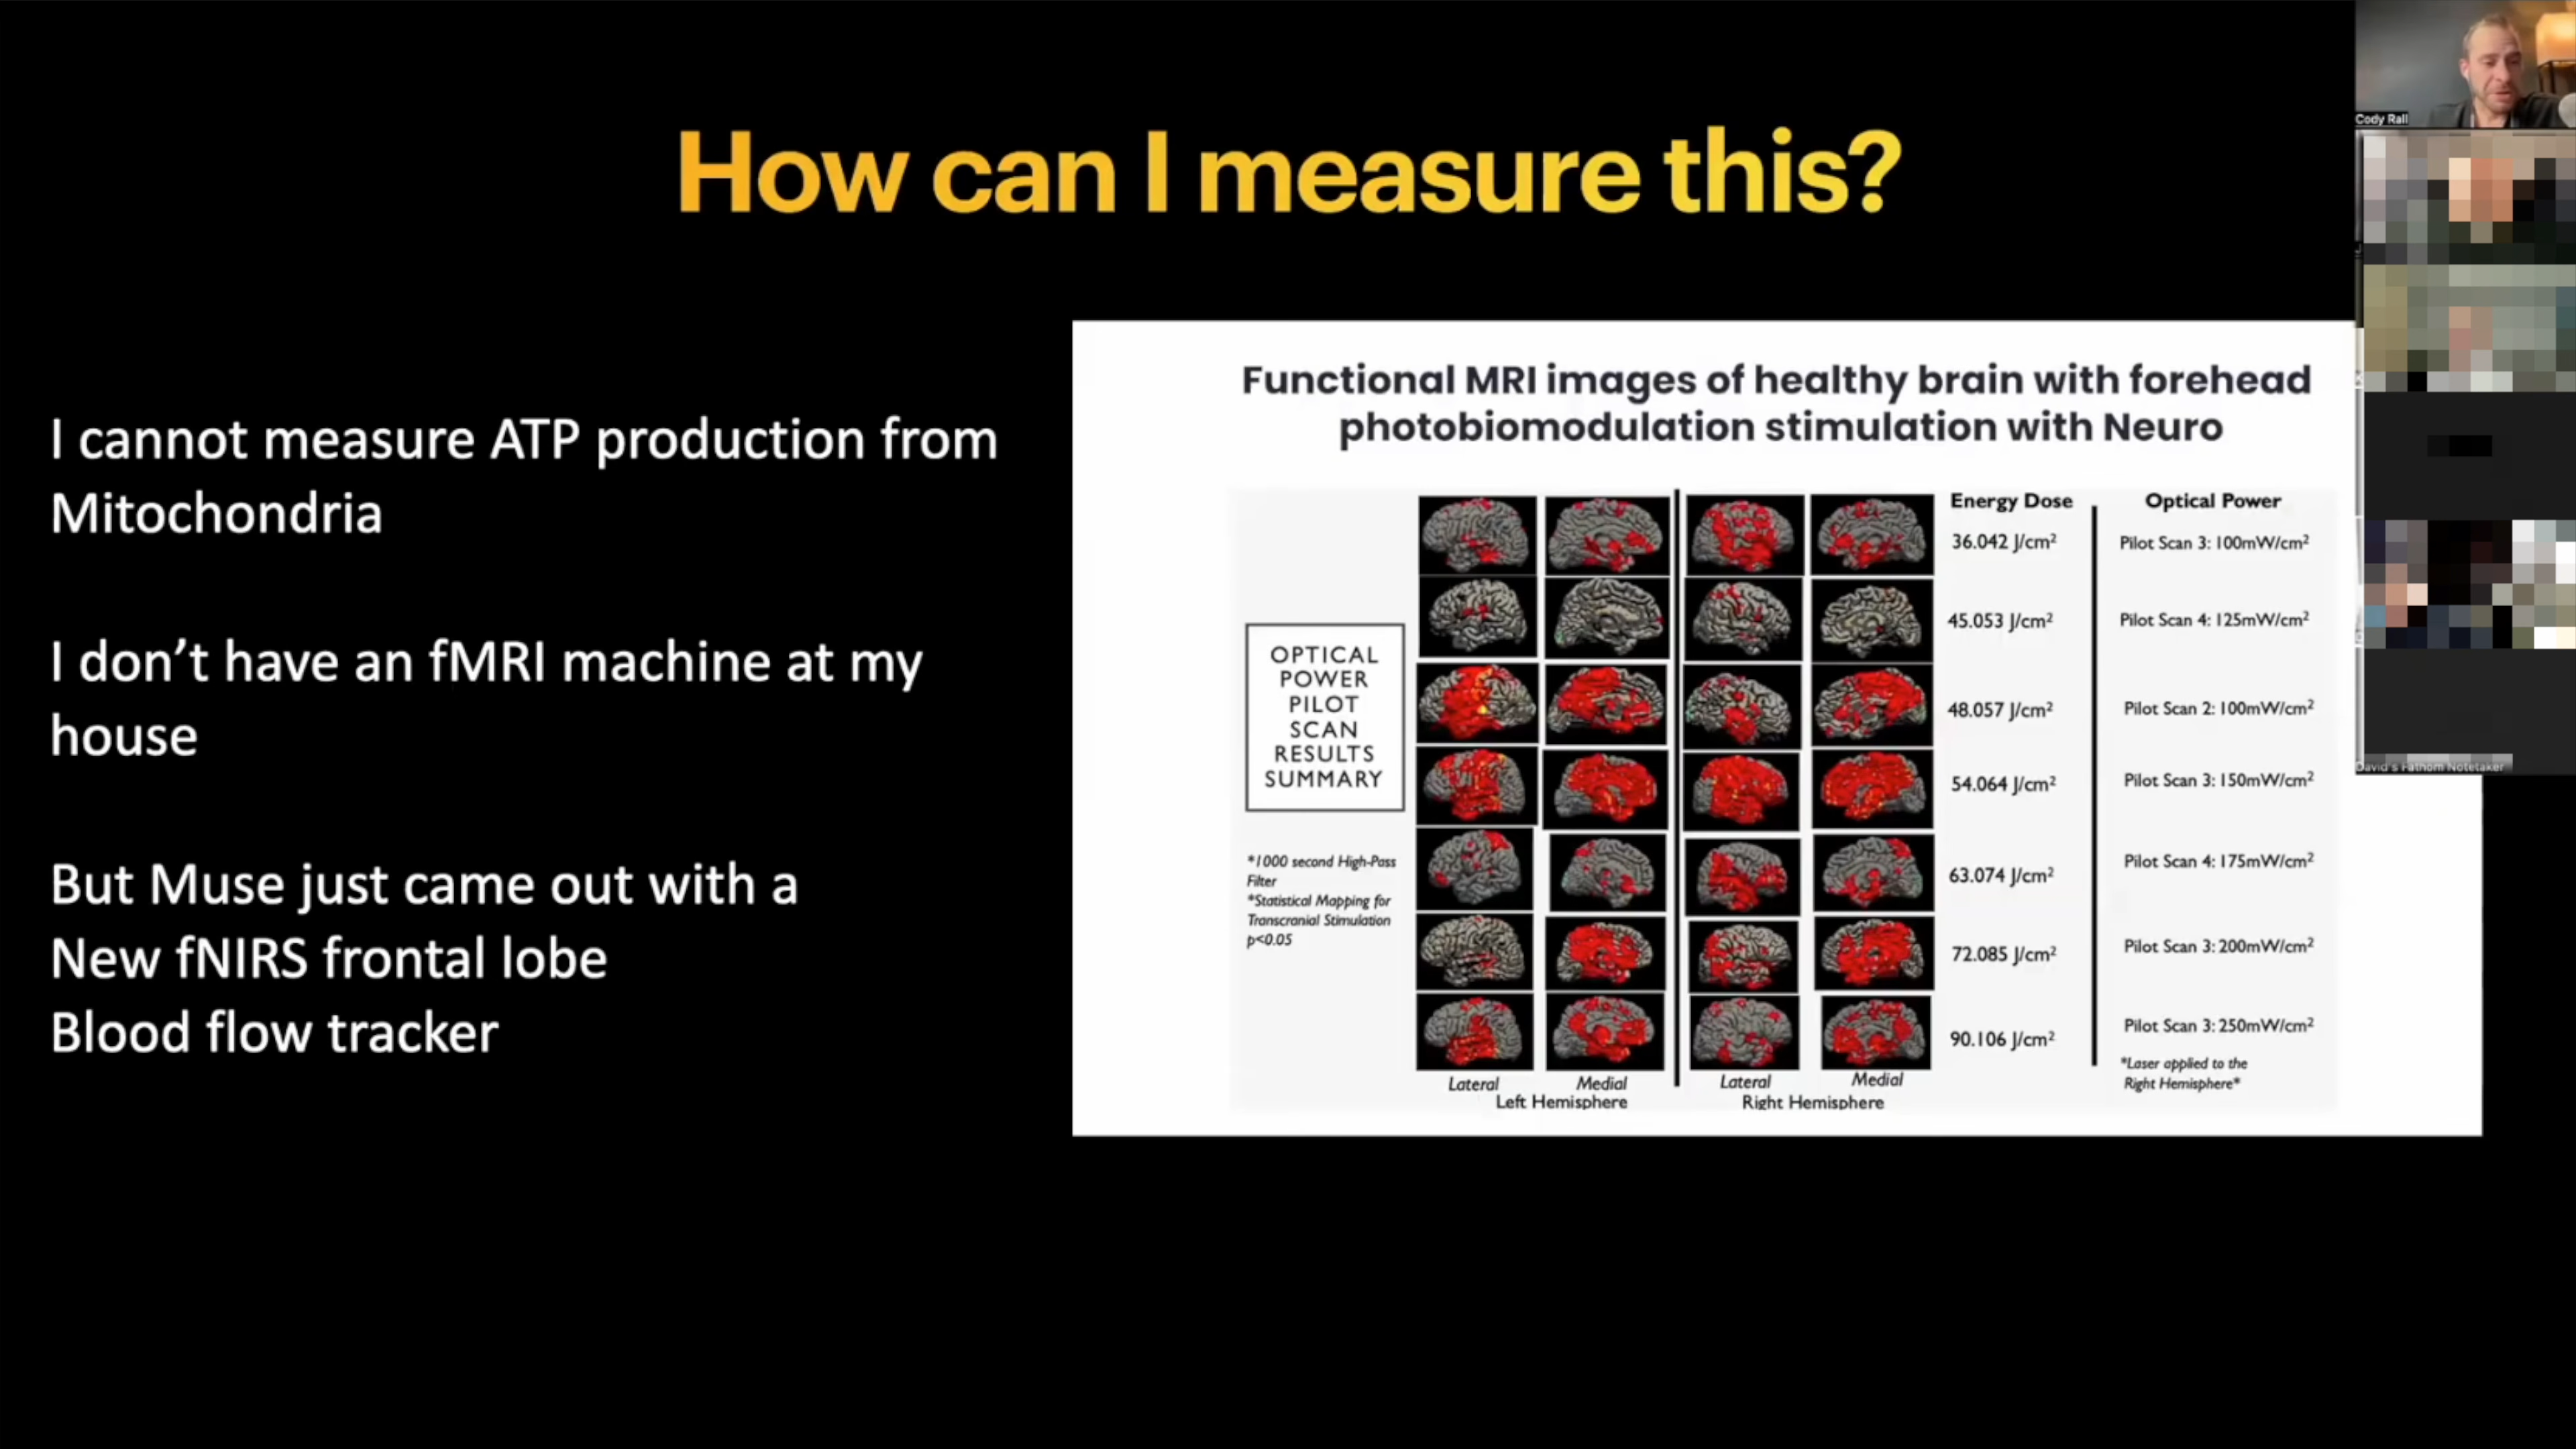 How can I measure this?
I cannot measure ATP production from
Mitochondria
I don't have an fMRI machine at my
house
But Muse just came out with a
New fNIRS frontal lobe
Blood flow tracker
Functional MRI images of healthy brain with forehead
photobiomodulation stimulation with Neuro
OPTICAL
POWER
PILOT
SCAN
RESULTS
SUMMARY
*1000 second High-Pass
Filter
*Statistical Mapping for
Transcranial Stimulation
p<0.05
Energy Dose
Optical Power
36.042 J/cm²
Pilot Scan 3: 100mW/cm²
45.053 J/cm²
Pilot Scan 4: 125mW/cm²
48.057 J/cm²
Pilot Scan 2: 100mW/cm²
54.064 J/cm²
Pilot Scan 3: 150mW/cm²
63.074 J/cm²
Pilot Scan 4: 175mW/cm²
72.085 J/cm²
Pilot Scan 3: 200mW/cm²
90.106 J/cm²
Pilot Scan 3: 250mW/cm²
*Laser applied to the
Right Hemisphere*
Lateral
Medial
Lateral
Medial
Left Hemisphere
Right Hemisphere
Cody Rall
David's Fathom Notetaker